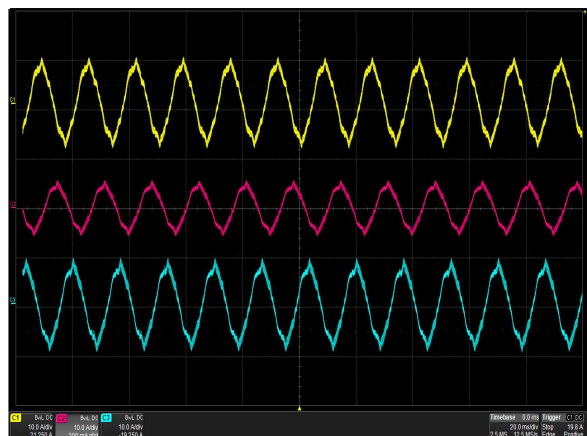 C1
C2
C3
C1 BwL DC C2 BwL DC C3 BwL DC Timebase 0.0 ms Trigger C1 DC
10.0 A/div 10.0 A/div 10.0 A/div 20.0 ms/div Stop 19.8 A
21.250 A -19.250 A 2.5 MS 12.5 MS/s Edge Positive